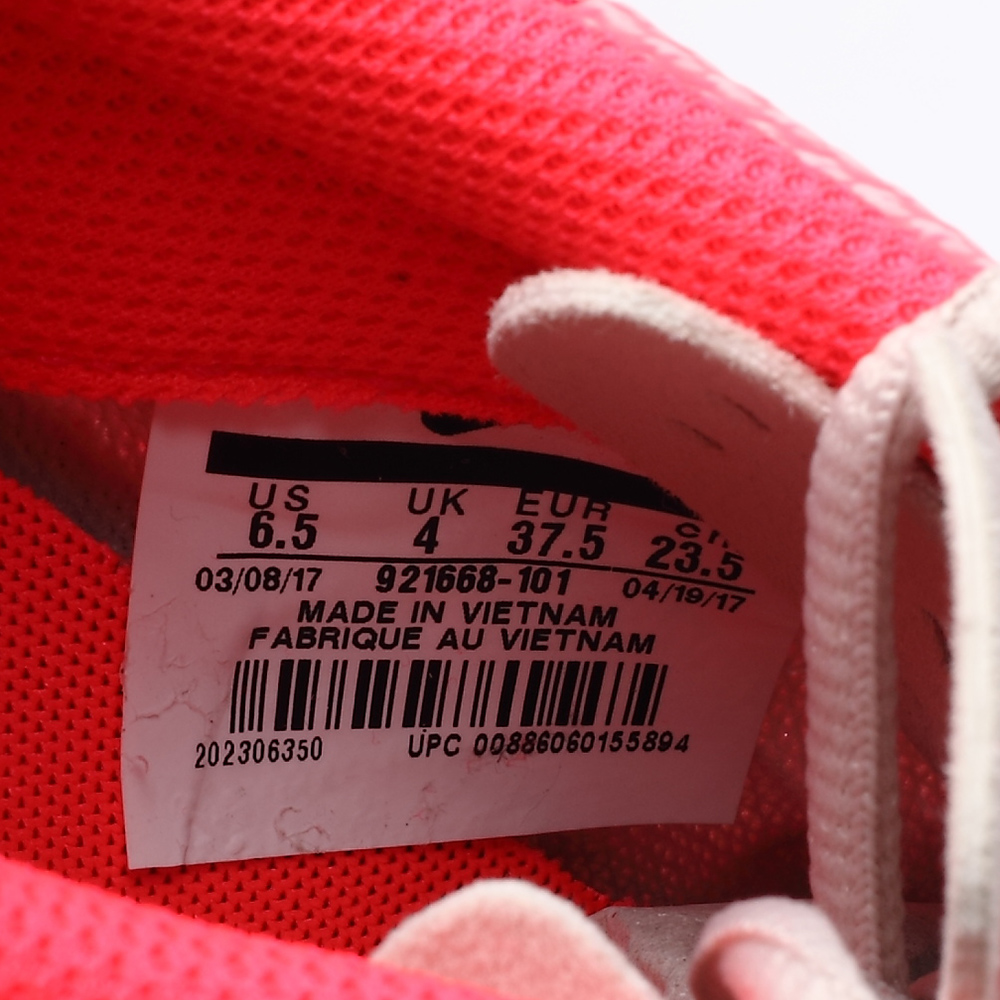 US UK EUR cm
6.5 4 37.5 23.5
03/08/17 921668-101 04/19/17
MADE IN VIETNAM
FABRIQUE AU VIETNAM
202306350 UPC 00886060155894